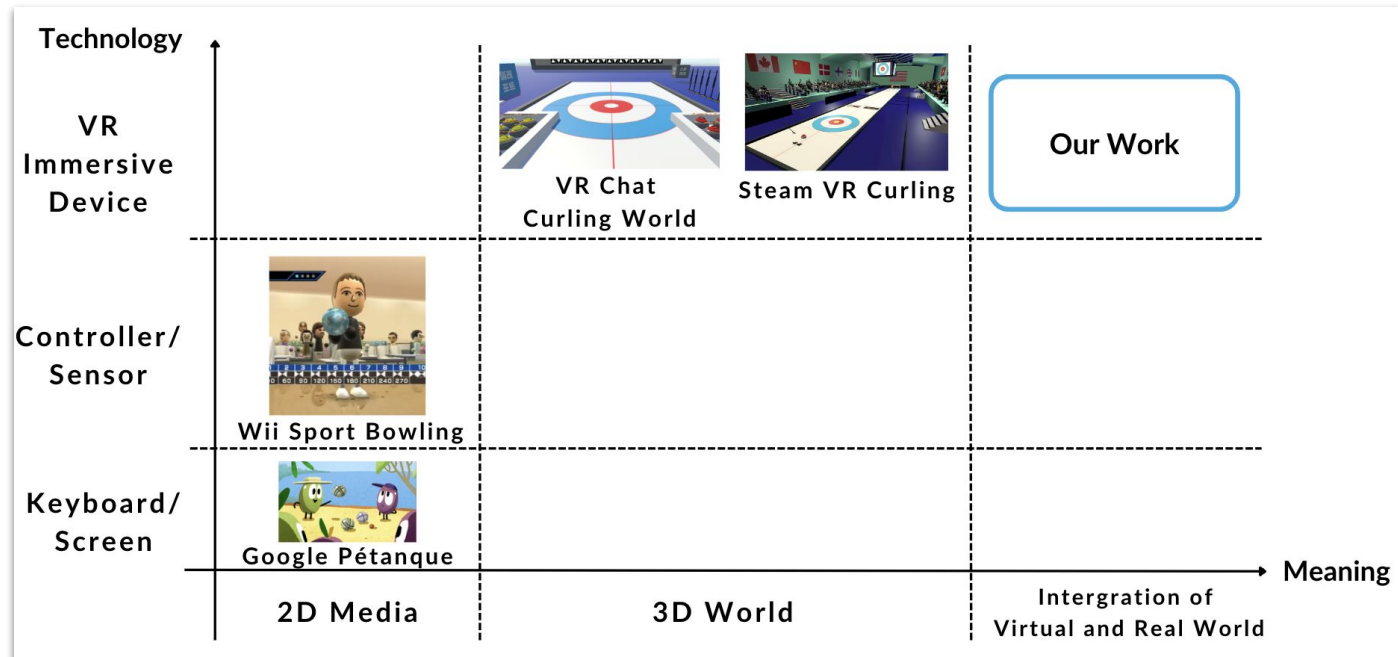 Technology
VR
Immersive
Device
VR Chat
Curling World
Steam VR Curling
Our Work
Controller/
Sensor
Wii Sport Bowling
Keyboard/
Screen
Google Pétanque
Meaning
2D Media
3D World
Intergration of
Virtual and Real World